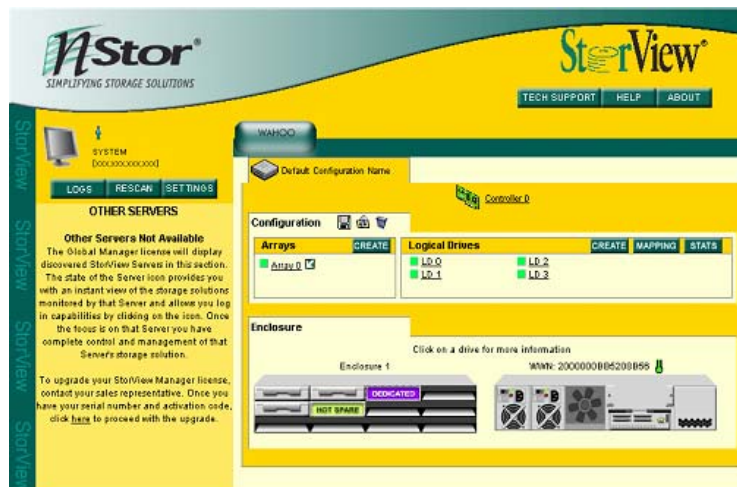 nStor®
SIMPLIFYING STORAGE SOLUTIONS
StorView®
TECH SUPPORT HELP ABOUT
StorView
StorView
StorView
StorView
SYSTEM
[xxx.xxx.xxx.xxx]
LOGS RESCAN SETTINGS
OTHER SERVERS
Other Servers Not Available
The Global Manager license will display
discovered StorView Servers in this section.
The state of the Server icon provides you
with an instant view of the storage solutions
monitored by that Server and allows you log
in capabilities by clicking on the icon. Once
the focus is on that Server you have
complete control and management of that
Server's storage solution.
To upgrade your StorView Manager license,
contact your sales representative. Once you
have your serial number and activation code,
click here to proceed with the upgrade.
WAHOO
Default Configuration Name
Controller 0
Configuration
Arrays CREATE
Array 0
Logical Drives CREATE MAPPING STATS
LD 0 LD 2
LD 1 LD 3
Enclosure
Click on a drive for more information
Enclosure 1
DEDICATED
HOT SPARE